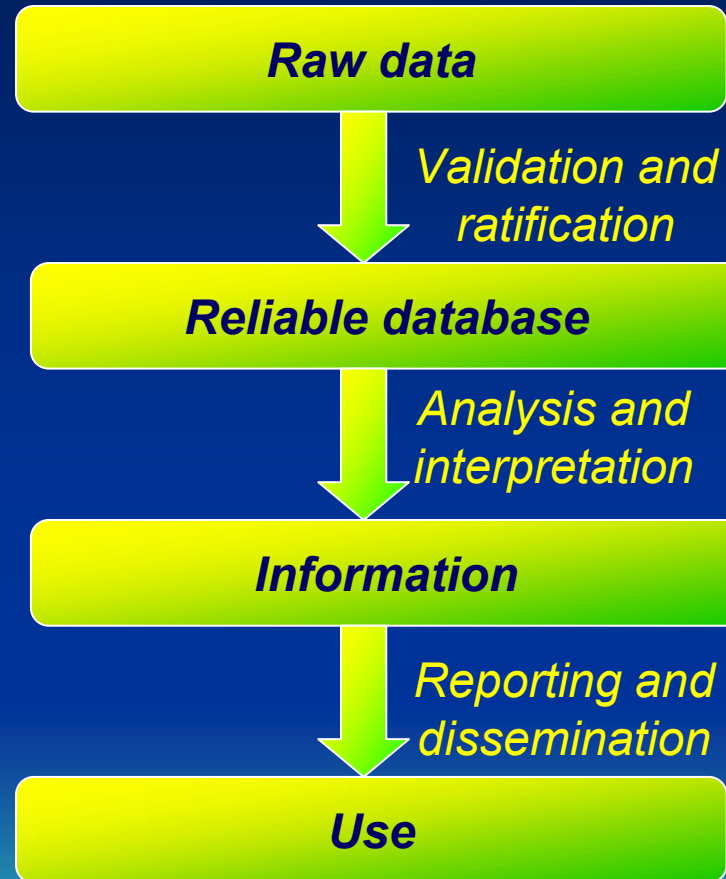 Raw data
Validation and
ratification
Reliable database
Analysis and
interpretation
Information
Reporting and
dissemination
Use